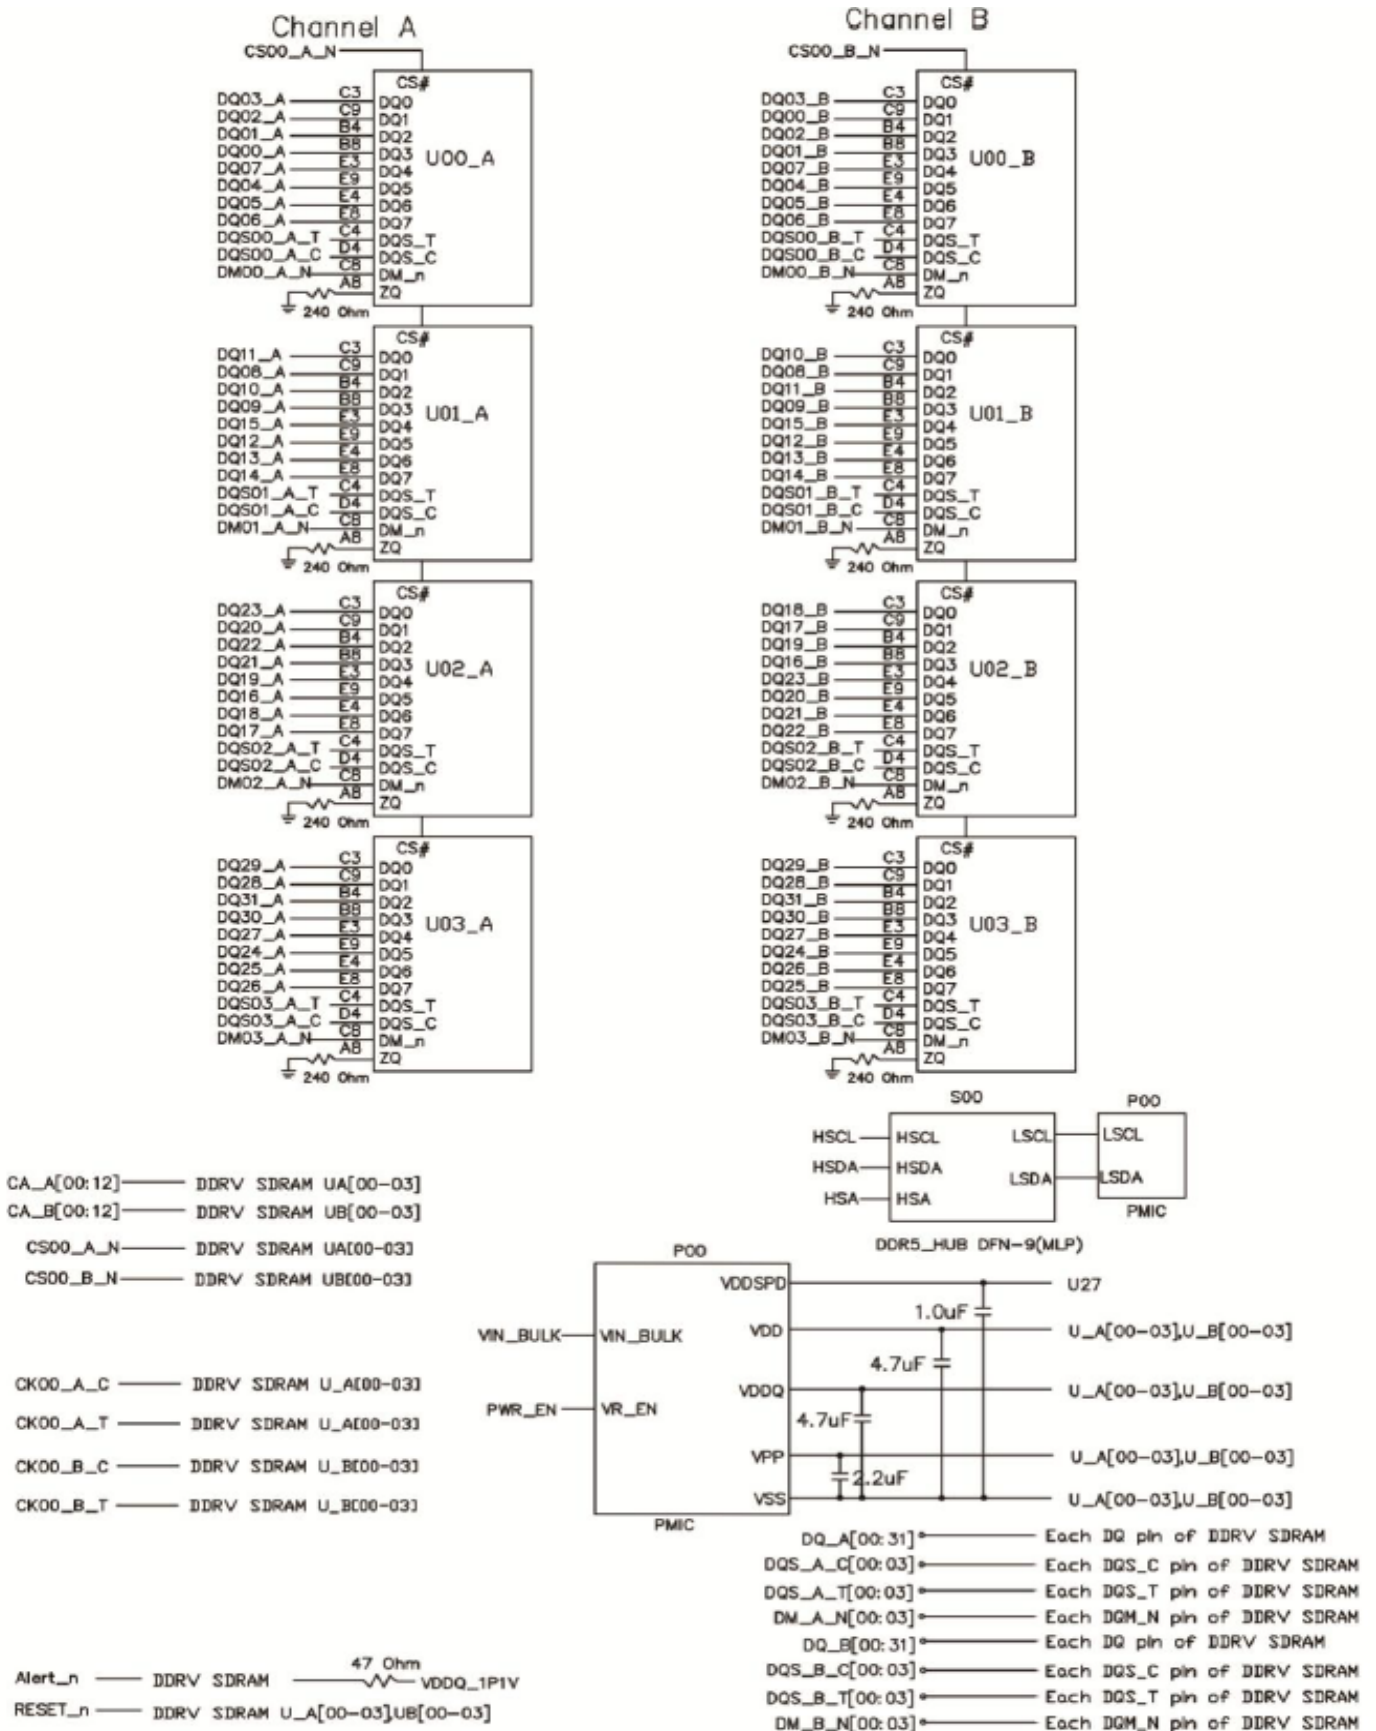 Channel A
CS00_A_N
CS#
DQ03_A C3 DQ0
DQ02_A C9 DQ1
DQ01_A B4 DQ2
DQ00_A B8 DQ3
U00_A
DQ07_A E3 DQ4
DQ04_A E9 DQ5
DQ05_A E4 DQ6
DQ06_A E8 DQ7
DQS00_A_T C4 DQS_T
DQS00_A_C D4 DQS_C
DM00_A_N C8 DM_n
A8 ZQ
240 Ohm
CS#
DQ11_A C3 DQ0
DQ08_A C9 DQ1
DQ10_A B4 DQ2
DQ09_A B8 DQ3
U01_A
DQ15_A E3 DQ4
DQ12_A E9 DQ5
DQ13_A E4 DQ6
DQ14_A E8 DQ7
DQS01_A_T C4 DQS_T
DQS01_A_C D4 DQS_C
DM01_A_N C8 DM_n
A8 ZQ
240 Ohm
CS#
DQ23_A C3 DQ0
DQ20_A C9 DQ1
DQ22_A B4 DQ2
DQ21_A B8 DQ3
U02_A
DQ19_A E3 DQ4
DQ16_A E9 DQ5
DQ18_A E4 DQ6
DQ17_A E8 DQ7
DQS02_A_T C4 DQS_T
DQS02_A_C D4 DQS_C
DM02_A_N C8 DM_n
A8 ZQ
240 Ohm
CS#
DQ29_A C3 DQ0
DQ28_A C9 DQ1
DQ31_A B4 DQ2
DQ30_A B8 DQ3
U03_A
DQ27_A E3 DQ4
DQ24_A E9 DQ5
DQ25_A E4 DQ6
DQ26_A E8 DQ7
DQS03_A_T C4 DQS_T
DQS03_A_C D4 DQS_C
DM03_A_N C8 DM_n
A8 ZQ
240 Ohm
Channel B
CS00_B_N
CS#
DQ03_B C3 DQ0
DQ00_B C9 DQ1
DQ02_B B4 DQ2
DQ01_B B8 DQ3
U00_B
DQ07_B E3 DQ4
DQ04_B E9 DQ5
DQ05_B E4 DQ6
DQ06_B E8 DQ7
DQS00_B_T C4 DQS_T
DQS00_B_C D4 DQS_C
DM00_B_N C8 DM_n
A8 ZQ
240 Ohm
CS#
DQ10_B C3 DQ0
DQ08_B C9 DQ1
DQ11_B B4 DQ2
DQ09_B B8 DQ3
U01_B
DQ15_B E3 DQ4
DQ12_B E9 DQ5
DQ13_B E4 DQ6
DQ14_B E8 DQ7
DQS01_B_T C4 DQS_T
DQS01_B_C D4 DQS_C
DM01_B_N C8 DM_n
A8 ZQ
240 Ohm
CS#
DQ18_B C3 DQ0
DQ17_B C9 DQ1
DQ19_B B4 DQ2
DQ16_B B8 DQ3
U02_B
DQ23_B E3 DQ4
DQ20_B E9 DQ5
DQ21_B E4 DQ6
DQ22_B E8 DQ7
DQS02_B_T C4 DQS_T
DQS02_B_C D4 DQS_C
DM02_B_N C8 DM_n
A8 ZQ
240 Ohm
CS#
DQ29_B C3 DQ0
DQ28_B C9 DQ1
DQ31_B B4 DQ2
DQ30_B B8 DQ3
U03_B
DQ27_B E3 DQ4
DQ24_B E9 DQ5
DQ26_B E4 DQ6
DQ25_B E8 DQ7
DQS03_B_T C4 DQS_T
DQS03_B_C D4 DQS_C
DM03_B_N C8 DM_n
A8 ZQ
240 Ohm
S00 P00
HSCL HSCL LSCL LSCL
HSDA HSDA
LSDA LSDA
HSA HSA
PMIC
DDR5_HUB DFN-9(MLP)
CA_A[00:12] DDRV SDRAM UA[00-03]
CA_B[00:12] DDRV SDRAM UB[00-03]
CS00_A_N DDRV SDRAM UA[00-03]
CS00_B_N DDRV SDRAM UB[00-03]
CK00_A_C DDRV SDRAM U_A[00-03]
CK00_A_T DDRV SDRAM U_A[00-03]
CK00_B_C DDRV SDRAM U_B[00-03]
CK00_B_T DDRV SDRAM U_B[00-03]
P00
VDDSPD U27
1.0uF
VIN_BULK VIN_BULK VDD U_A[00-03],U_B[00-03]
4.7uF
VDDQ U_A[00-03],U_B[00-03]
PWR_EN VR_EN 4.7uF
VPP U_A[00-03],U_B[00-03]
2.2uF
VSS U_A[00-03],U_B[00-03]
PMIC
DQ_A[00:31] Each DQ pin of DDRV SDRAM
DQS_A_C[00:03] Each DQS_C pin of DDRV SDRAM
DQS_A_T[00:03] Each DQS_T pin of DDRV SDRAM
DM_A_N[00:03] Each DQM_N pin of DDRV SDRAM
DQ_B[00:31] Each DQ pin of DDRV SDRAM
DQS_B_C[00:03] Each DQS_C pin of DDRV SDRAM
DQS_B_T[00:03] Each DQS_T pin of DDRV SDRAM
DM_B_N[00:03] Each DQM_N pin of DDRV SDRAM
47 Ohm
Alert_n DDRV SDRAM VDDQ_1P1V
RESET_n DDRV SDRAM U_A[00-03],UB[00-03]